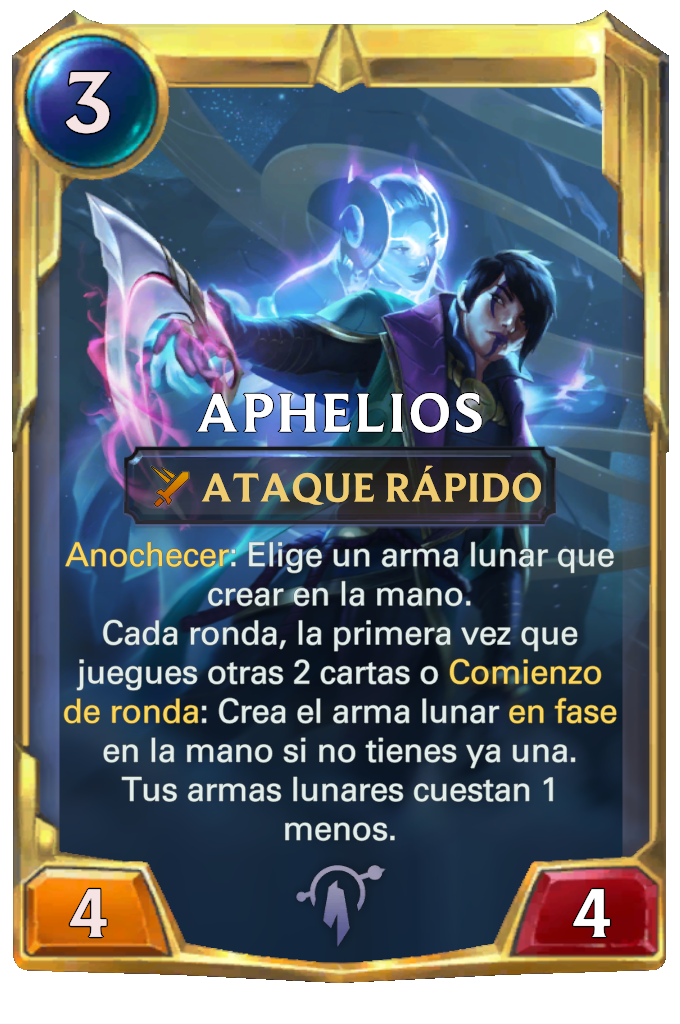 3
APHELIOS
ATAQUE RÁPIDO
Anochecer: Elige un arma lunar que
crear en la mano.
Cada ronda, la primera vez que
juegues otras 2 cartas o Comienzo
de ronda: Crea el arma lunar en fase
en la mano si no tienes ya una.
Tus armas lunares cuestan 1
menos.
4
4